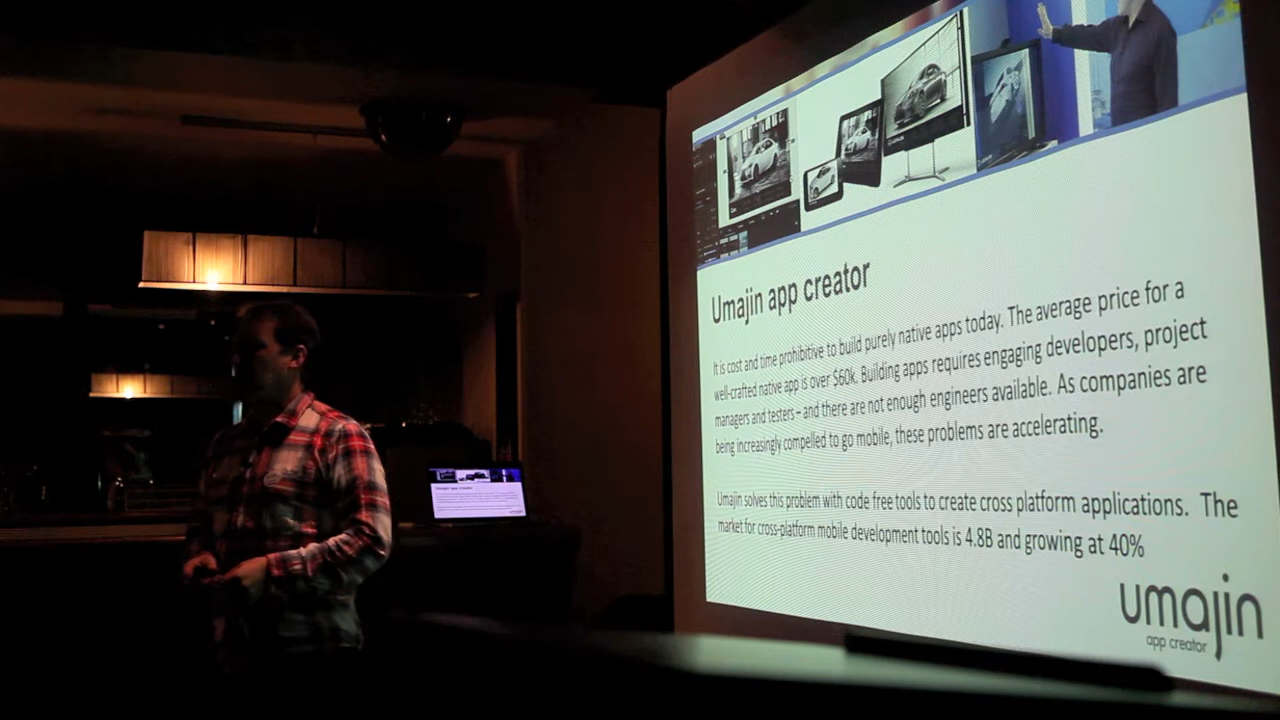 Umajin app creator
It is cost and time prohibitive to build purely native apps today. The average price for a
well-crafted native app is over $60k. Building apps requires engaging developers, project
managers and testers - and there are not enough engineers available. As companies are
being increasingly compelled to go mobile, these problems are accelerating.
Umajin solves this problem with code free tools to create cross platform applications. The
market for cross-platform mobile development tools is 4.8B and growing at 40%
umajin
app creator